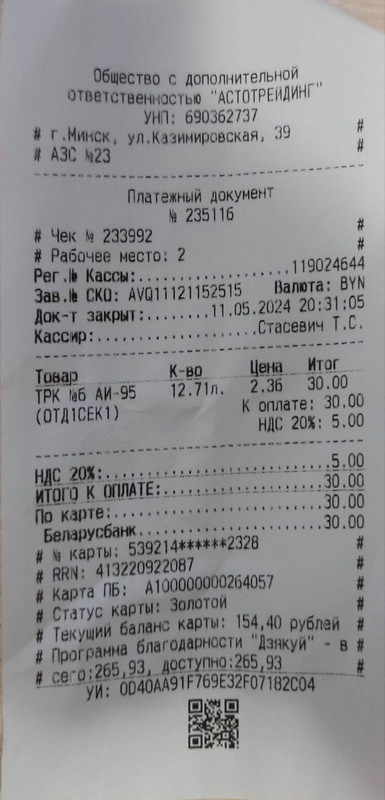 Общество с дополнительной
ответственностью "АСТОТРЕЙДИНГ"
УНП: 690362737
# г.Минск, ул.Казимировская, 39 #
# АЗС №23 #
Платежный документ
№ 235116
# Чек № 233992 #
# Рабочее место: 2 #
Рег.№ Кассы:..................119024644
Зав.№ СКО: AVQ11121152515 Валюта: BYN
Док-т закрыт:.......11.05.2024 20:31:05
Кассир:....................Стасевич Т.С.
Товар К-во Цена Итог
ТРК №6 АИ-95 12.71л. 2.36 30.00
(ОТД1СЕК1) К оплате: 30.00
НДС 20%: 5.00
НДС 20%:............................5.00
ИТОГО К ОПЛАТЕ:....................30.00
По карте:..........................30.00
Беларусбанк........................30.00
# № карты: 539214******2328 #
# RRN: 413220922087 #
# Карта ПБ: A100000000264057 #
# Статус карты: Золотой #
# Текущий баланс карты: 154,40 рублей #
# Программа благодарности "Дзякуй" - в #
# сего:265,93, доступно:265,93 #
УИ: 0D40AA91F769E32F07182C04